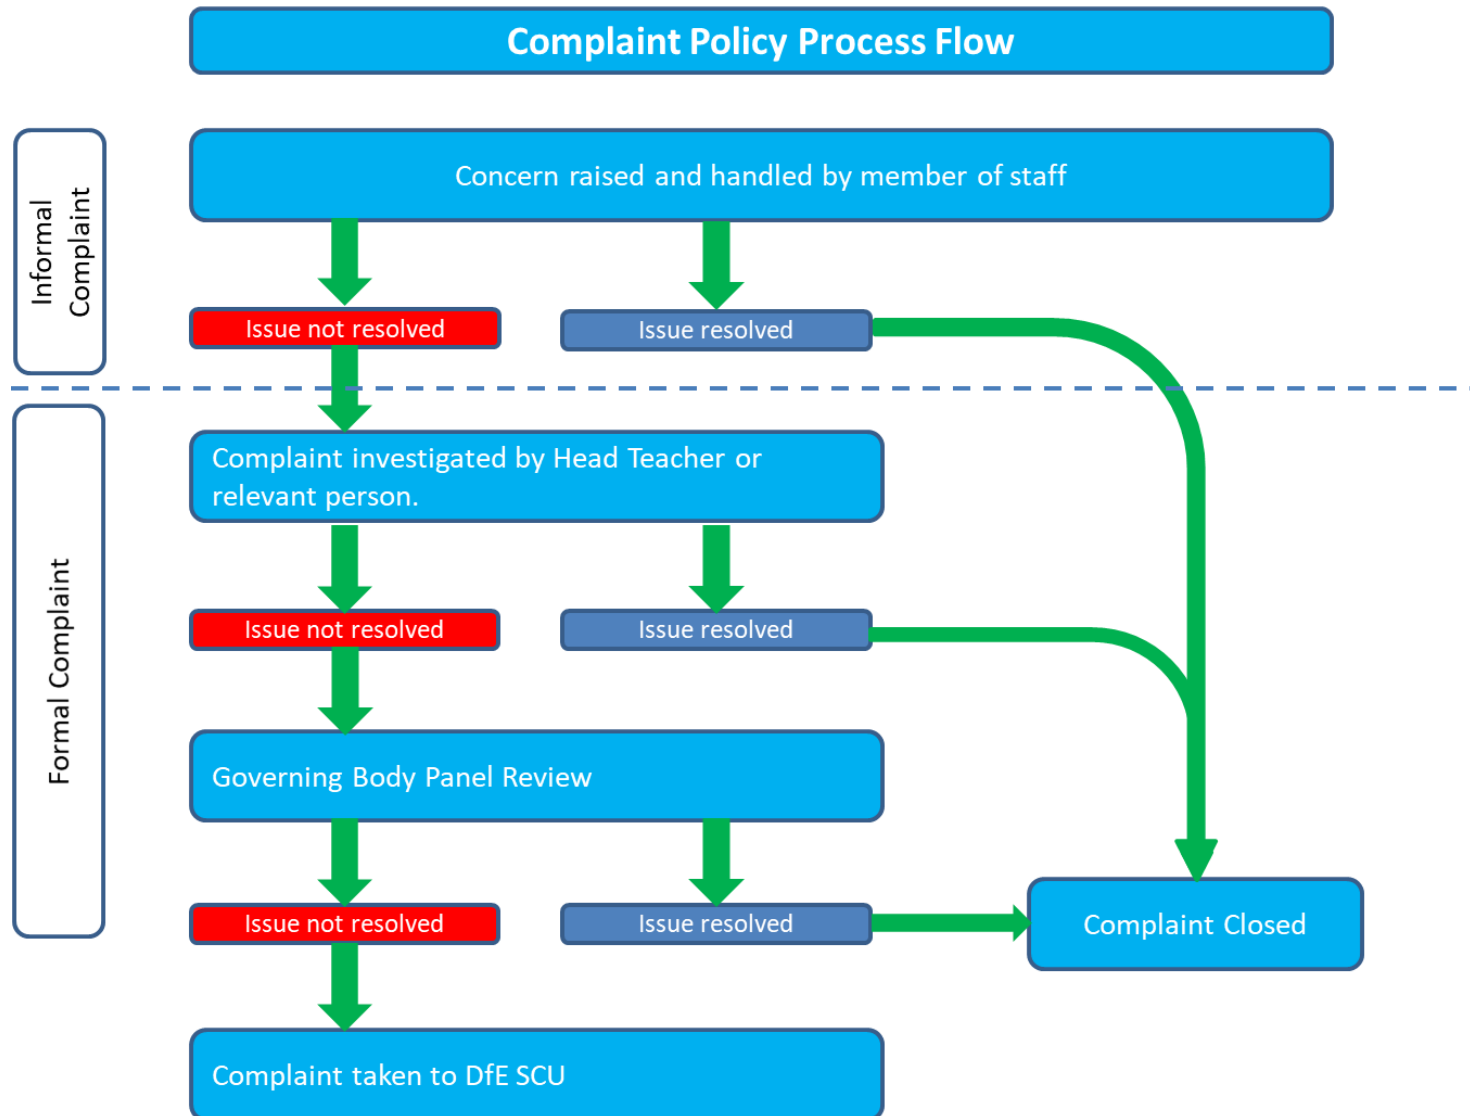 Complaint Policy Process Flow
Informal
Complaint
Concern raised and handled by member of staff
Issue not resolved
Issue resolved
Formal Complaint
Complaint investigated by Head Teacher or
relevant person.
Issue not resolved
Issue resolved
Governing Body Panel Review
Issue not resolved
Issue resolved
Complaint Closed
Complaint taken to DfE SCU